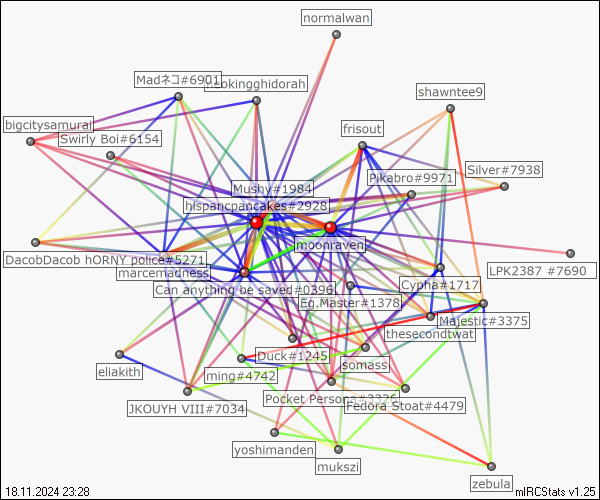 normalwan
Madネコ#6901
neokingghidorah
shawntee9
bigcitysamurai
Swirly Boi#6154
frisout
Silver#7938
Pikabro#9971
Mushy#1984
hispancpancakes#2928
moonraven
DacobDacob hORNY police#5271
marcemadness
LPK2387 #7690
Cypha#1717
Can anything be saved#0396
Eg.Master#1378
Majestic#3375
thesecondtwat
Duck#1245
somass
eliakith
ming#4742
Pocket Persona#3326
Fedora Stoat#4479
JKOUYH VIII#7034
yoshimanden
mukszi
zebula
18.11.2024 23:28
mIRCStats v1.25